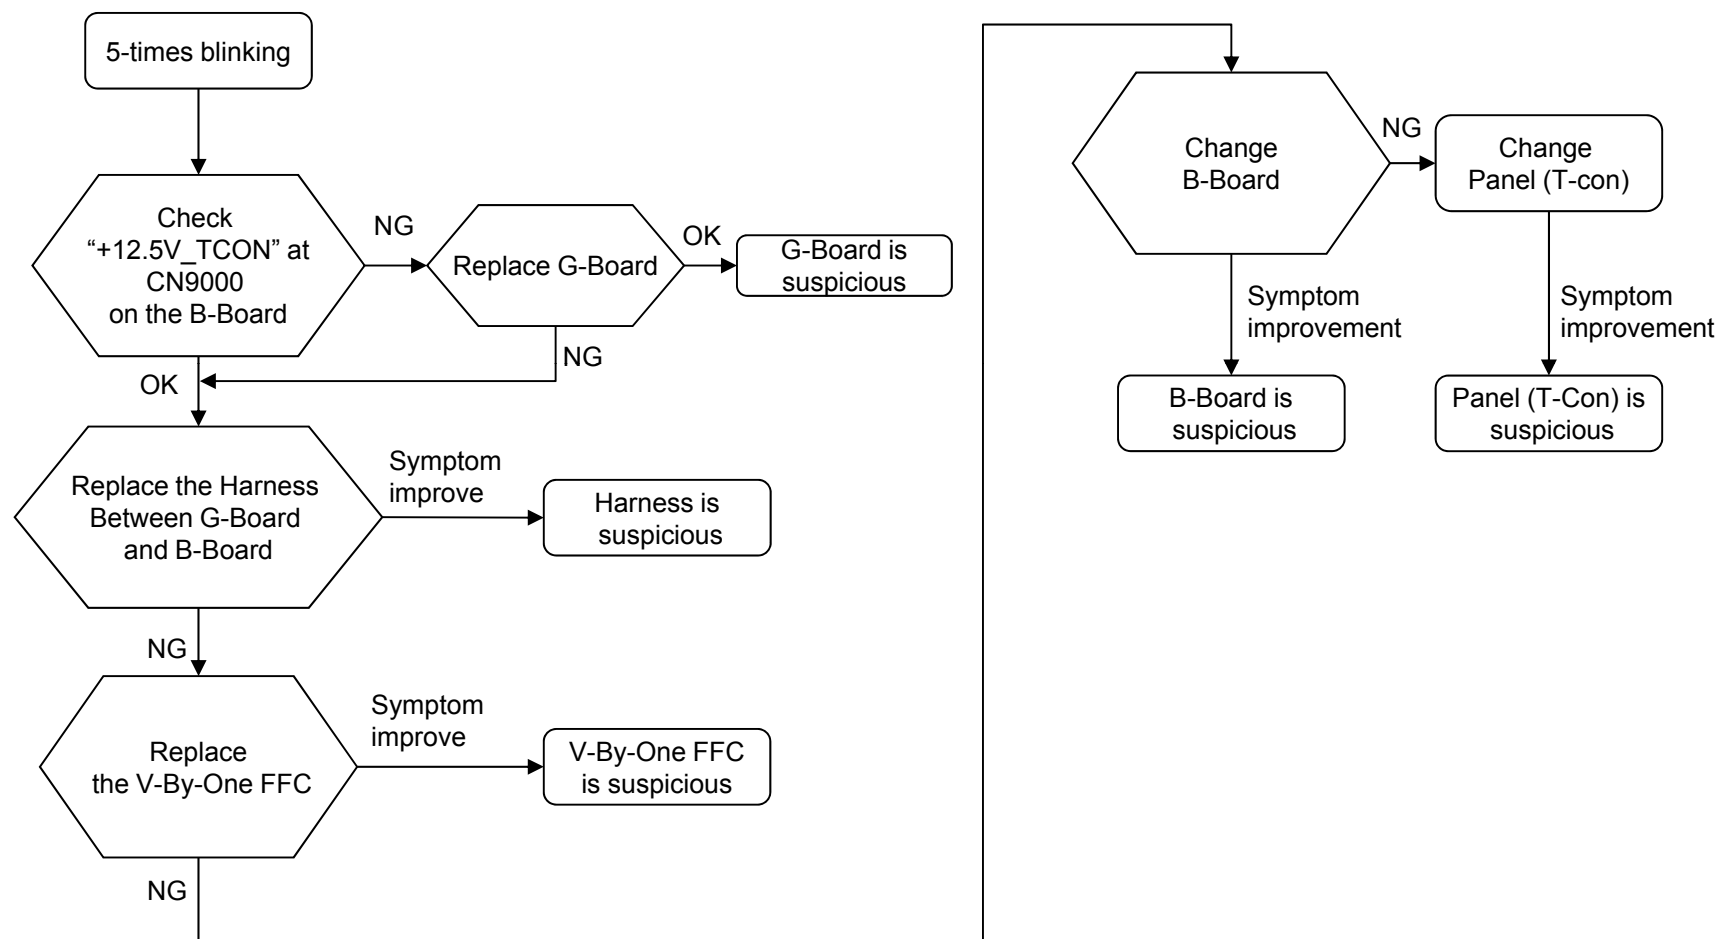 5-times blinking
Check
“+12.5V_TCON” at
CN9000
on the B-Board
NG
Replace G-Board
OK
G-Board is
suspicious
NG
OK
Replace the Harness
Between G-Board
and B-Board
Symptom
improve
Harness is
suspicious
NG
Replace
the V-By-One FFC
Symptom
improve
V-By-One FFC
is suspicious
NG
Change
B-Board
NG
Change
Panel (T-con)
Symptom
improvement
Symptom
improvement
B-Board is
suspicious
Panel (T-Con) is
suspicious